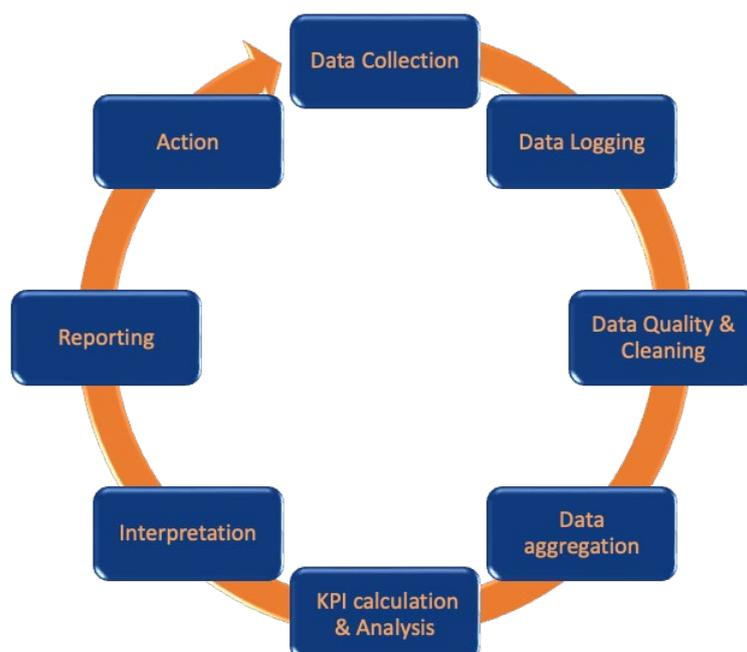 Data Collection
Data Logging
Data Quality &
Cleaning
Data
aggregation
KPI calculation
& Analysis
Interpretation
Reporting
Action